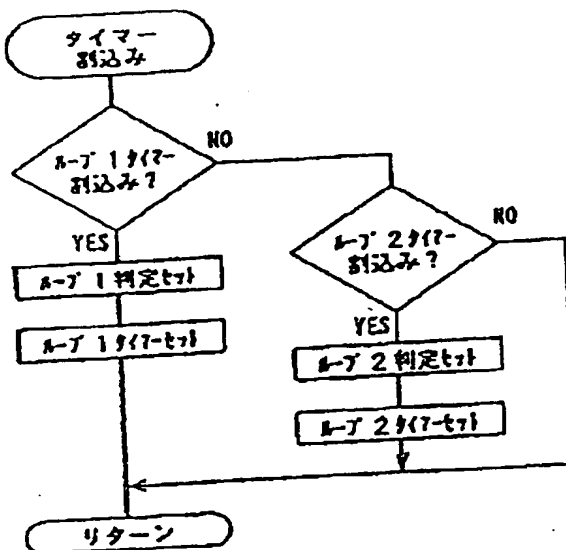 タイマー
割込み
ループ 1 タイマー
割込み?
NO
YES
ループ 1 判定セット
ループ 1 タイマーセット
ループ 2 タイマー
割込み?
NO
YES
ループ 2 判定セット
ループ 2 タイマーセット
リターン